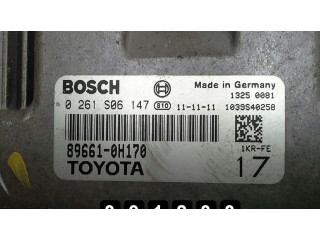 BOSCH Made in Germany
1325 0081
0 261 S06 147 S10 11-11-11 1039S40258
89661-0H170 1KR-FE
TOYOTA 17